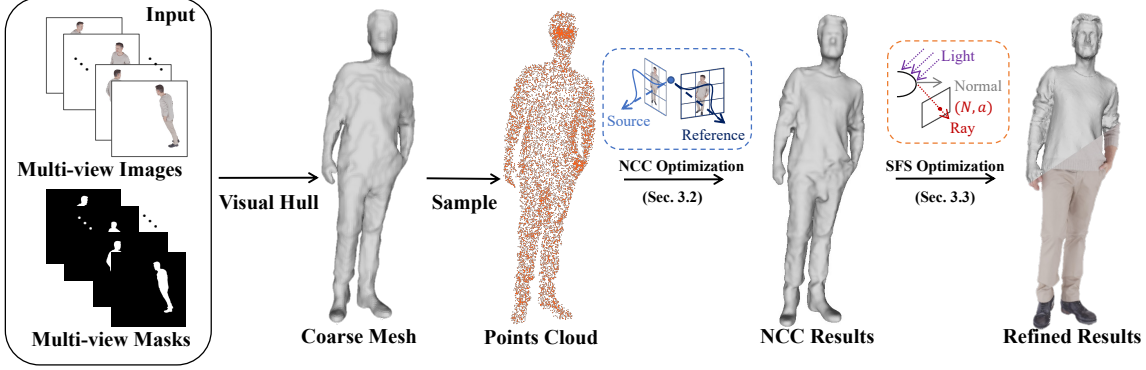 Input
Multi-view Images
Multi-view Masks
Visual Hull
Coarse Mesh
Sample
Points Cloud
Source
Reference
NCC Optimization
(Sec. 3.2)
NCC Results
Light
Normal
(N, a)
Ray
SFS Optimization
(Sec. 3.3)
Refined Results